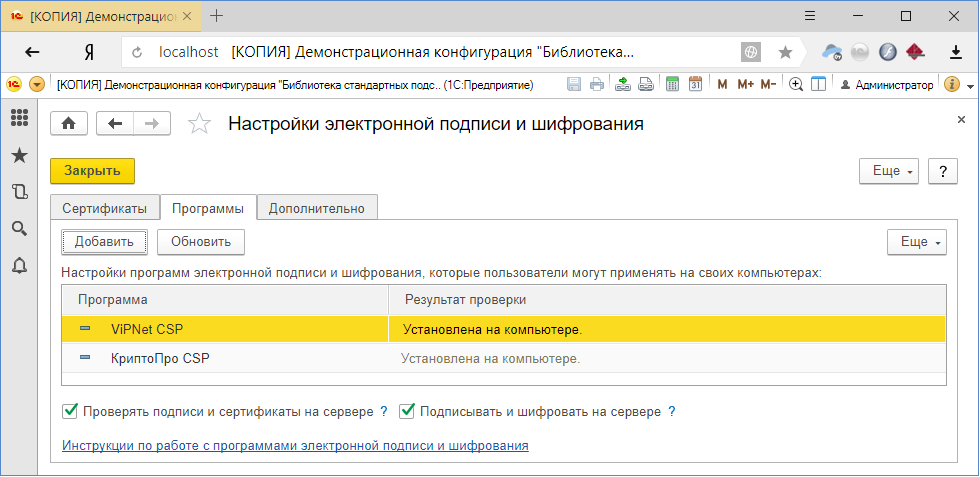 [КОПИЯ] Демонстрацион
localhost [КОПИЯ] Демонстрационная конфигурация "Библиотека...
[КОПИЯ] Демонстрационная конфигурация "Библиотека стандартных подс.. (1С:Предприятие) M M+ M- Администратор
Настройки электронной подписи и шифрования
Закрыть Еще ?
Сертификаты Программы Дополнительно
Добавить Обновить Еще
Настройки программ электронной подписи и шифрования, которые пользователи могут применять на своих компьютерах:
Программа Результат проверки
ViPNet CSP Установлена на компьютере.
КриптоПро CSP Установлена на компьютере.
Проверять подписи и сертификаты на сервере ? Подписывать и шифровать на сервере ?
Инструкции по работе с программами электронной подписи и шифрования